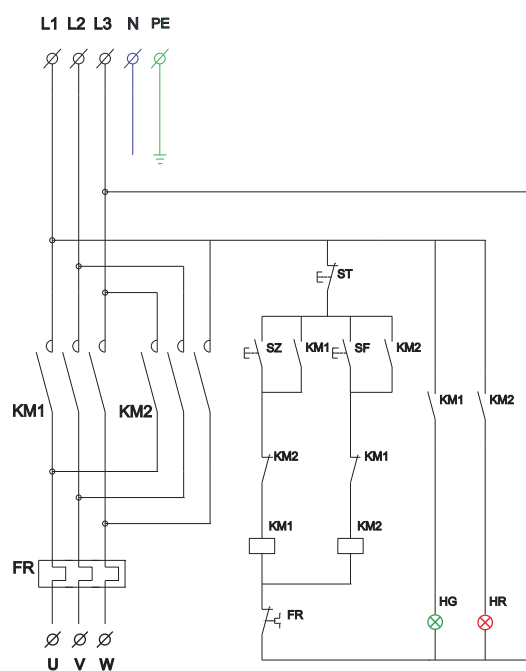 L1 L2 L3 N PE
ST
SZ KM1 SF KM2
KM1 KM2 KM1 KM2
KM2 KM1
KM1 KM2
FR FR HG HR
U V W